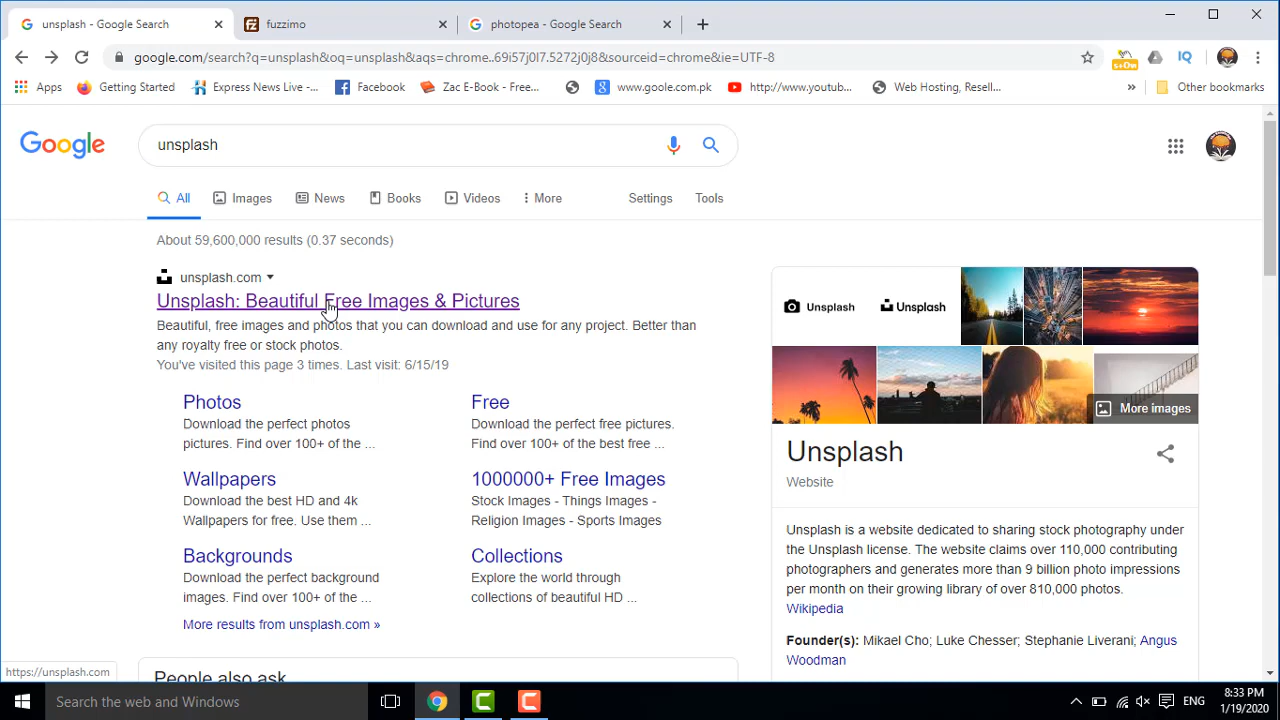 unsplash - Google Search
fuzzimo
photopea - Google Search
google.com/search?q=unsplash&oq=unsplash&aqs=chrome..69i57j0l7.5272j0j8&sourceid=chrome&ie=UTF-8
Apps
Getting Started
Express News Live -...
Facebook
Zac E-Book - Free...
www.goole.com.pk
http://www.youtub...
Web Hosting, Resell...
»
Other bookmarks
Google
unsplash
All
Images
News
Books
Videos
More
Settings
Tools
About 59,600,000 results (0.37 seconds)
unsplash.com
Unsplash: Beautiful Free Images & Pictures
Beautiful, free images and photos that you can download and use for any project. Better than
any royalty free or stock photos.
You've visited this page 3 times. Last visit: 6/15/19
Photos
Download the perfect photos
pictures. Find over 100+ of the ...
Free
Download the perfect free pictures.
Find over 100+ of the best free ...
Wallpapers
Download the best HD and 4k
Wallpapers for free. Use them ...
1000000+ Free Images
Stock Images - Things Images -
Religion Images - Sports Images
Backgrounds
Download the perfect background
images. Find over 100+ of the ...
Collections
Explore the world through
collections of beautiful HD ...
More results from unsplash.com »
People also ask
Unsplash
Unsplash
More images
Unsplash
Website
Unsplash is a website dedicated to sharing stock photography under
the Unsplash license. The website claims over 110,000 contributing
photographers and generates more than 9 billion photo impressions
per month on their growing library of over 810,000 photos.
Wikipedia
Founder(s): Mikael Cho; Luke Chesser; Stephanie Liverani; Angus
Woodman
https://unsplash.com
Search the web and Windows
ENG
8:33 PM
1/19/2020